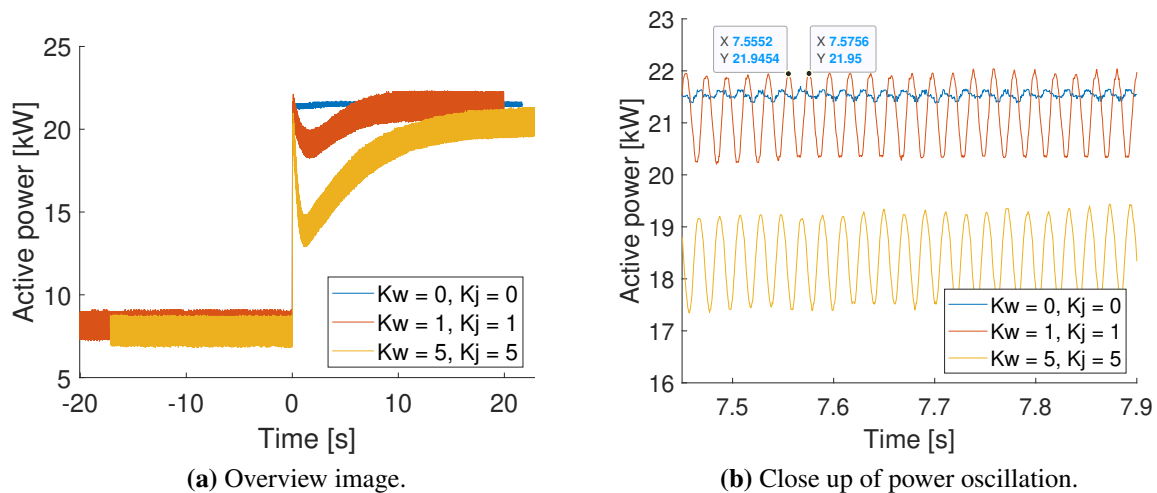 25
20
15
10
5
Active power [kW]
-20
-10
0
10
20
Time [s]
Kw = 0, Kj = 0
Kw = 1, Kj = 1
Kw = 5, Kj = 5
(a) Overview image.
23
22
21
20
19
18
17
16
Active power [kW]
X 7.5552
Y 21.9454
X 7.5756
Y 21.95
Kw = 0, Kj = 0
Kw = 1, Kj = 1
Kw = 5, Kj = 5
7.5
7.6
7.7
7.8
7.9
Time [s]
(b) Close up of power oscillation.